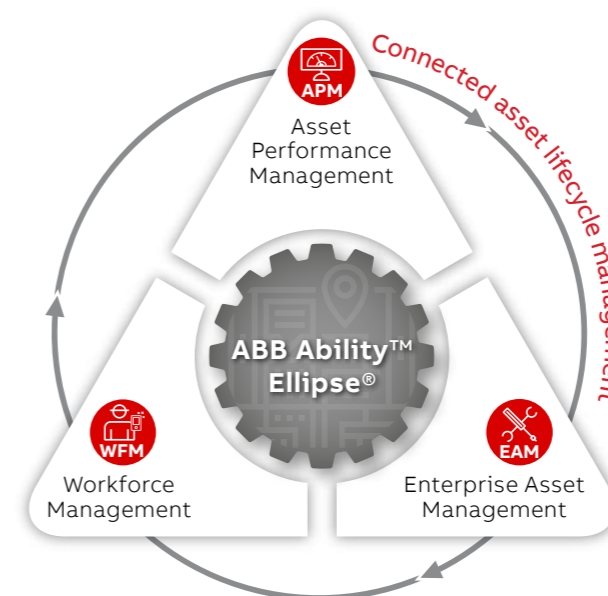 Connected asset lifecycle management
APM
Asset
Performance
Management
ABB Ability™
Ellipse®
WFM
Workforce
Management
EAM
Enterprise Asset
Management